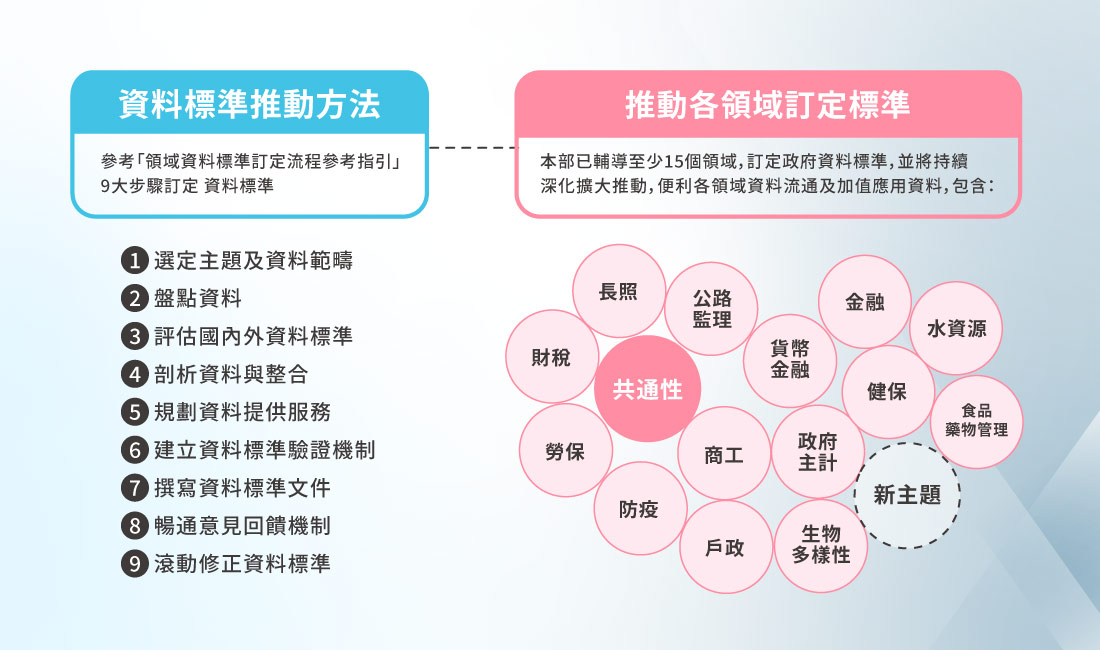 資料標準推動方法
參考「領域資料標準訂定流程參考指引」
9大步驟訂定 資料標準
1 選定主題及資料範疇
2 盤點資料
3 評估國內外資料標準
4 剖析資料與整合
5 規劃資料提供服務
6 建立資料標準驗證機制
7 撰寫資料標準文件
8 暢通意見回饋機制
9 滾動修正資料標準
推動各領域訂定標準
本部已輔導至少15個領域，訂定政府資料標準，並將持續
深化擴大推動，便利各領域資料流通及加值應用資料，包含：
長照
公路
監理
金融
水資源
財稅
共通性
貨幣
金融
健保
食品
藥物管理
勞保
商工
政府
主計
新主題
防疫
戶政
生物
多樣性